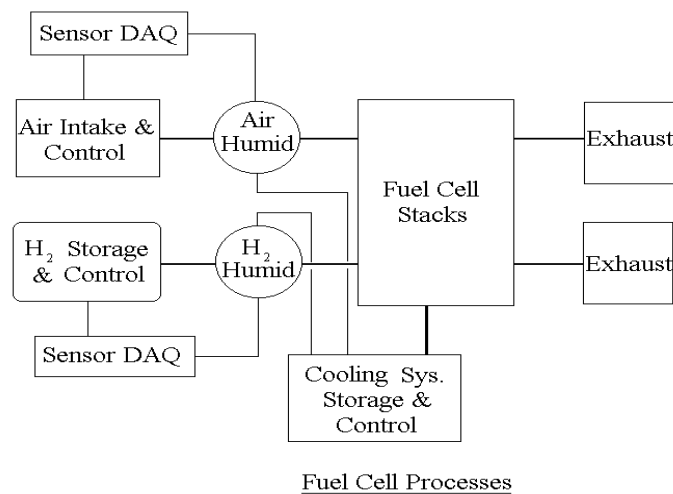 Sensor DAQ
Air Intake &
Control
Air
Humid
Fuel Cell
Stacks
Exhaust
H₂ Storage
& Control
H₂
Humid
Exhaust
Sensor DAQ
Cooling Sys.
Storage &
Control
Fuel Cell Processes